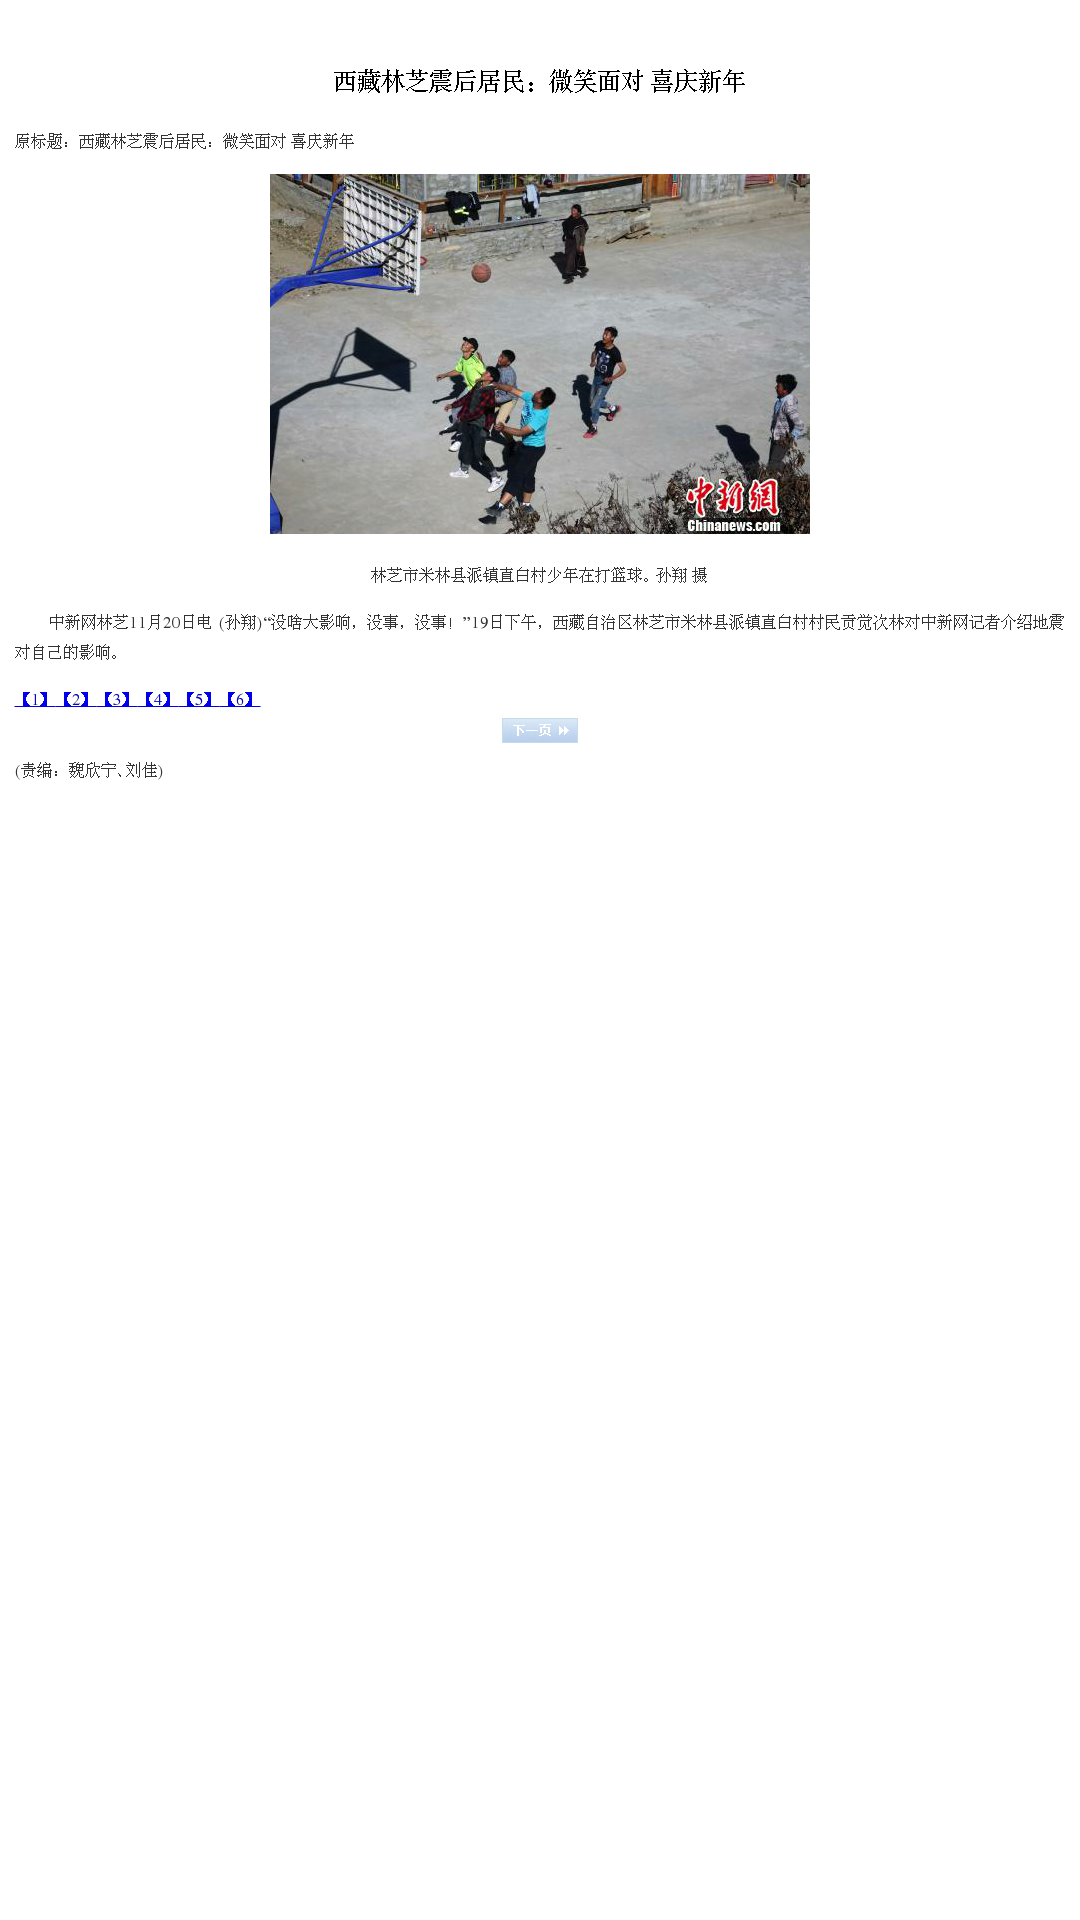 西藏林芝震后居民：微笑面对 喜庆新年
原标题：西藏林芝震后居民：微笑面对 喜庆新年
中新網
Chinanews.com
林芝市米林县派镇直白村少年在打篮球。孙翔 摄
中新网林芝11月20日电 (孙翔)“没啥大影响，没事，没事！”19日下午，西藏自治区林芝市米林县派镇直白村村民贡觉次林对中新网记者介绍地震
对自己的影响。
【1】 【2】 【3】 【4】 【5】 【6】
下一页
(责编：魏欣宁、刘佳)